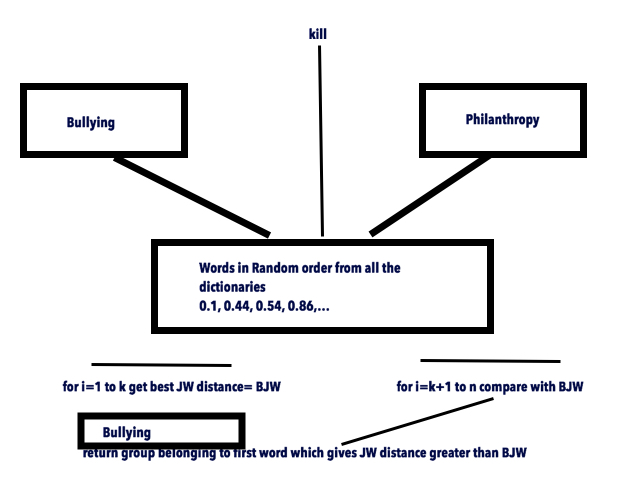 kill
Bullying
Philanthropy
Words in Random order from all the
dictionaries
0.1, 0.44, 0.54, 0.86,...
for i=1 to k get best JW distance= BJW
for i=k+1 to n compare with BJW
Bullying
return group belonging to first word which gives JW distance greater than BJW